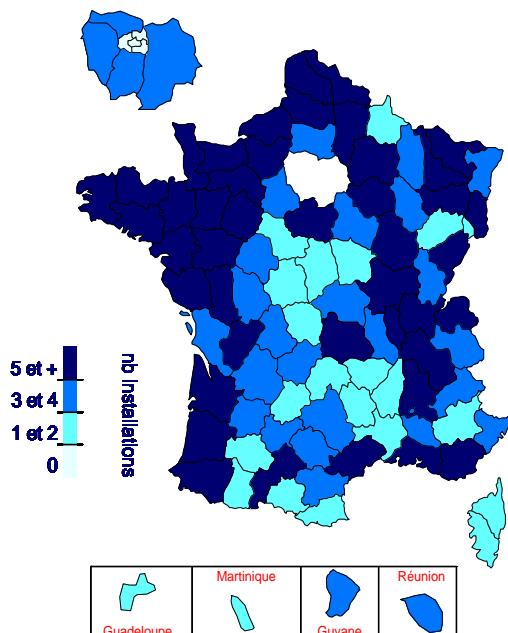 5 et +
3 et 4
1 et 2
0
nb Installations
Martinique
Réunion
Guadeloupe
Guyane